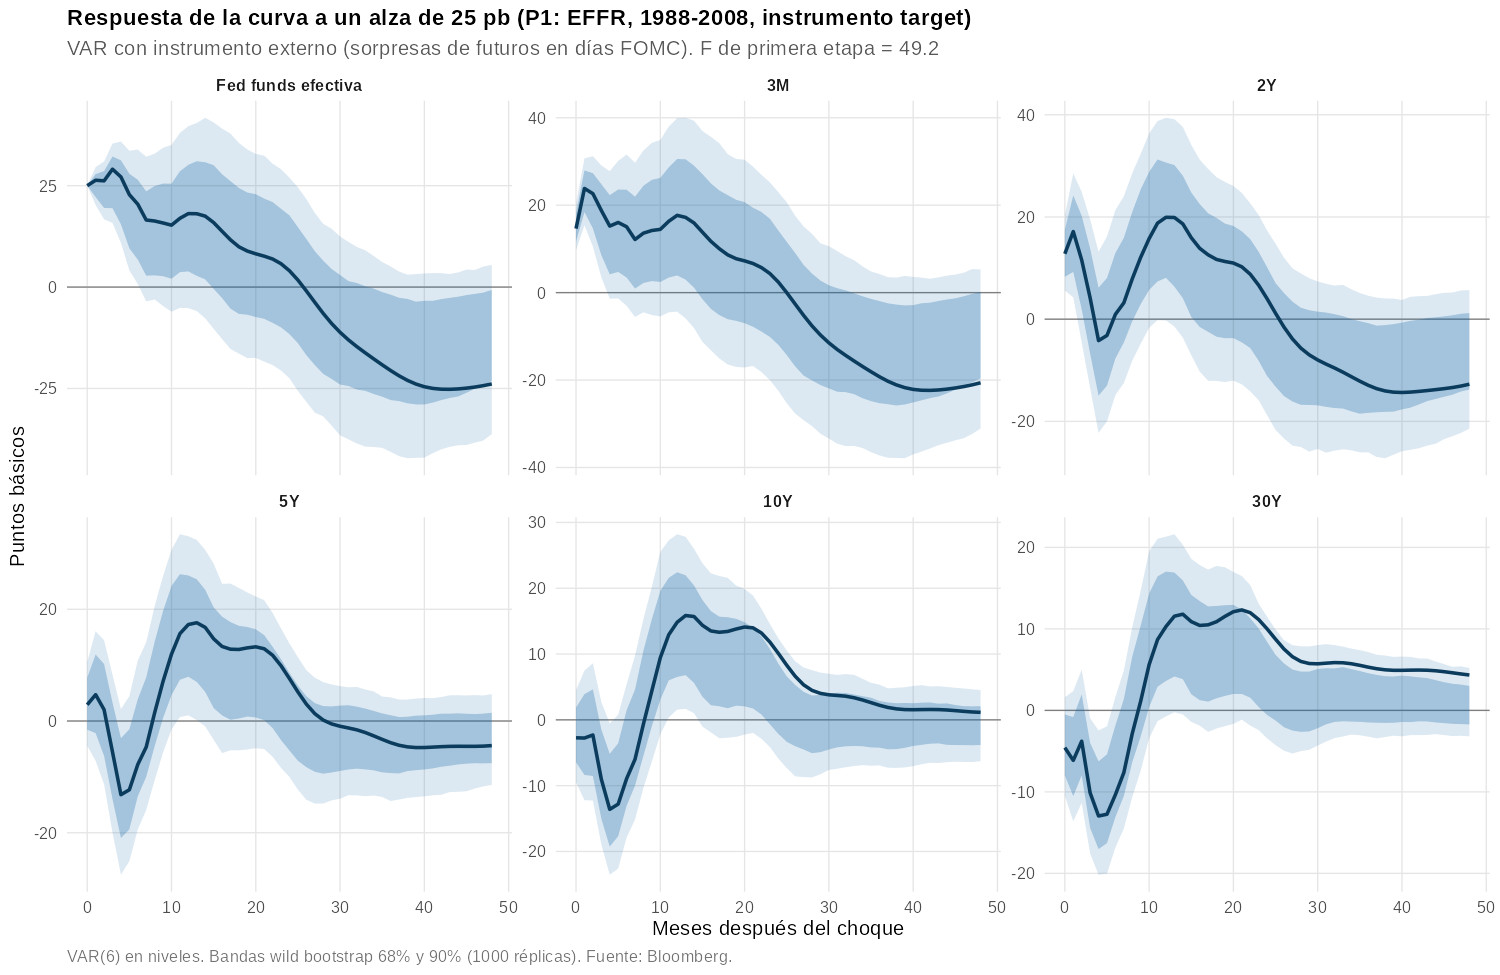 Respuesta de la curva a un alza de 25 pb (P1: EFFR, 1988-2008, instrumento target)
VAR con instrumento externo (sorpresas de futuros en días FOMC). F de primera etapa = 49.2
Fed funds efectiva
3M
2Y
25
0
-25
40
20
0
-20
-40
40
20
0
-20
Puntos básicos
5Y
10Y
30Y
20
0
-20
30
20
10
0
-10
-20
20
10
0
-10
-20
0 10 20 30 40 50
0 10 20 30 40 50
0 10 20 30 40 50
Meses después del choque
VAR(6) en niveles. Bandas wild bootstrap 68% y 90% (1000 réplicas). Fuente: Bloomberg.